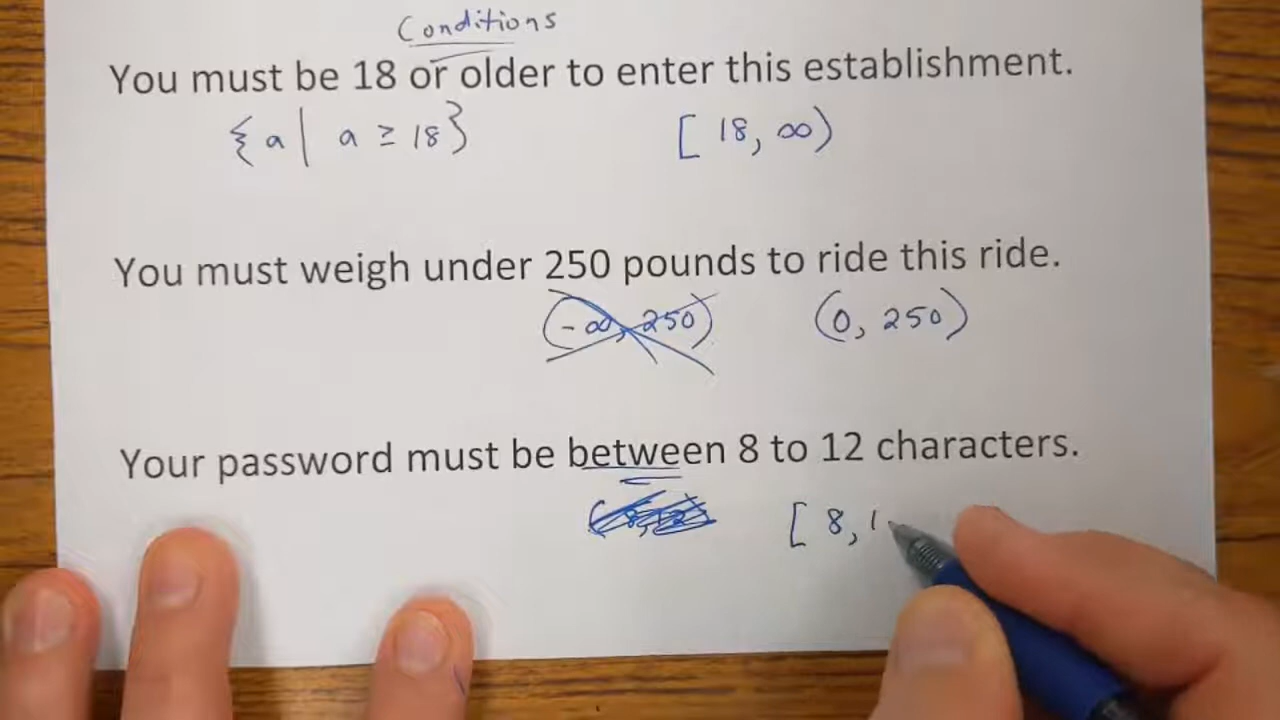 Conditions
You must be 18 or older to enter this establishment.
{a | a ≥ 18} [18, ∞)
You must weigh under 250 pounds to ride this ride.
(-∞, 250) (0, 250)
Your password must be between 8 to 12 characters.
[8, 1